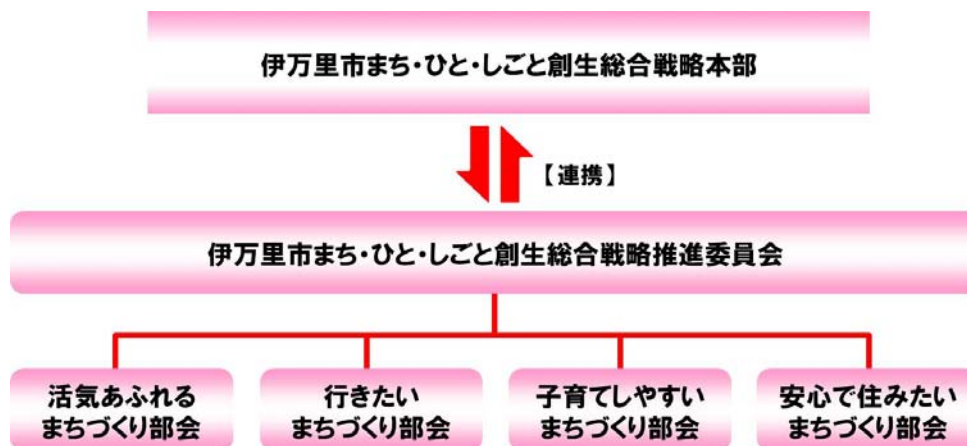 伊万里市まち・ひと・しごと創生総合戦略本部
【連携】
伊万里市まち・ひと・しごと創生総合戦略推進委員会
活気あふれる
まちづくり部会
行きたい
まちづくり部会
子育てしやすい
まちづくり部会
安心で住みたい
まちづくり部会